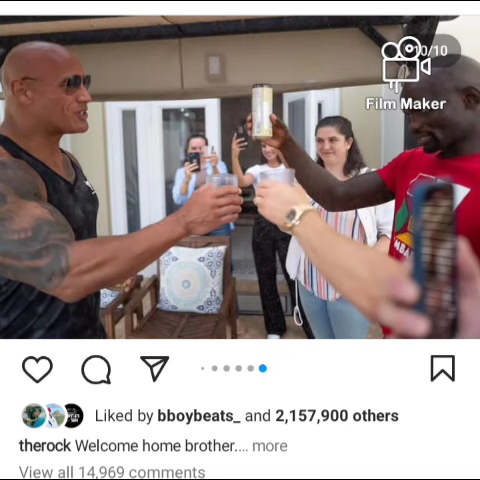 10/10
Film Maker
Liked by bboybeats_ and 2,157,900 others
therock Welcome home brother.... more
View all 14,969 comments